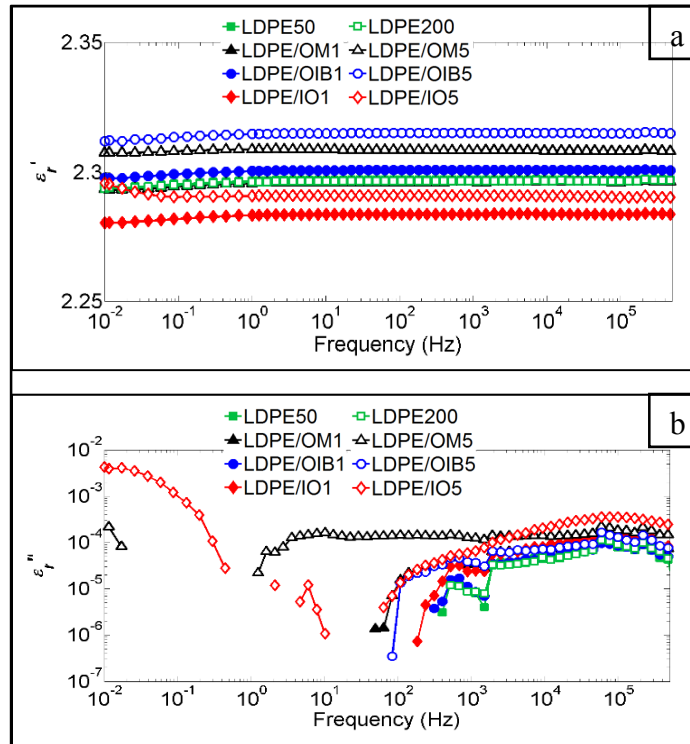 a
LDPE50 LDPE200
LDPE/OM1 LDPE/OM5
LDPE/OIB1 LDPE/OIB5
LDPE/IO1 LDPE/IO5
2.35
2.3
2.25
εr'
10⁻² 10⁻¹ 10⁰ 10¹ 10² 10³ 10⁴ 10⁵
Frequency (Hz)
b
LDPE50 LDPE200
LDPE/OM1 LDPE/OM5
LDPE/OIB1 LDPE/OIB5
LDPE/IO1 LDPE/IO5
10⁻²
10⁻³
10⁻⁴
10⁻⁵
10⁻⁶
10⁻⁷
εr"
10⁻² 10⁻¹ 10⁰ 10¹ 10² 10³ 10⁴ 10⁵
Frequency (Hz)